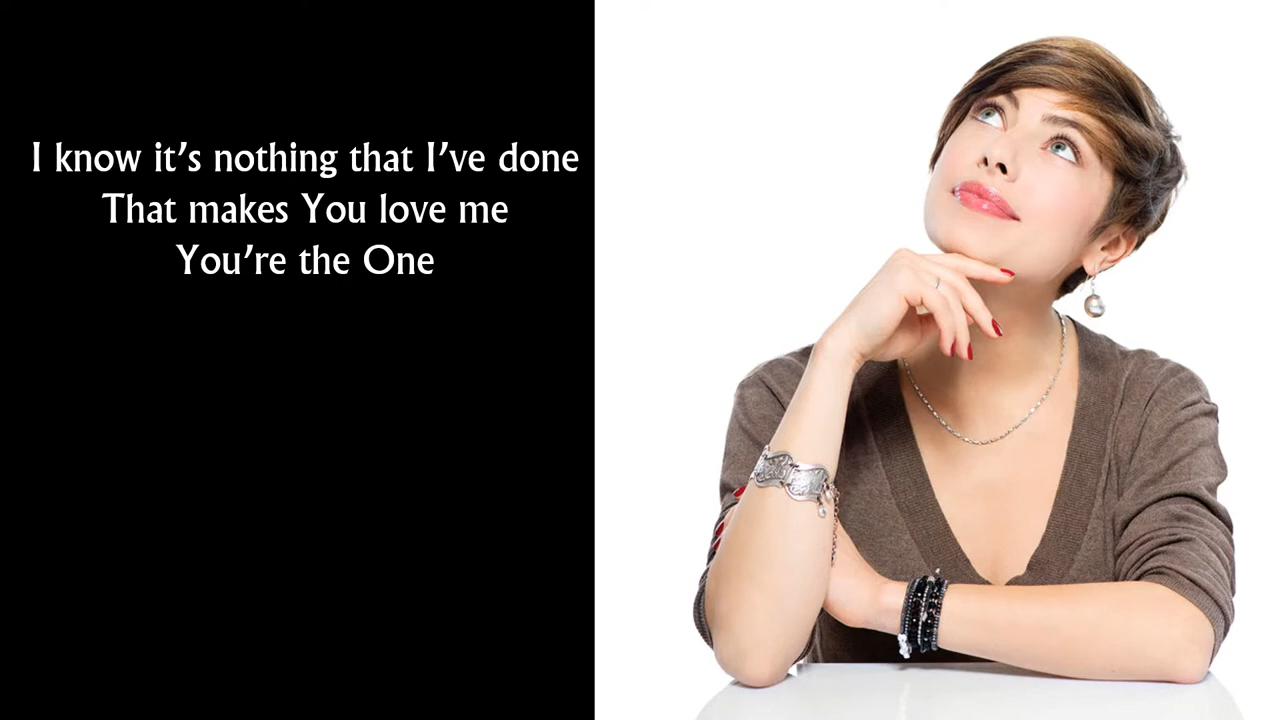 I know it’s nothing that I’ve done
That makes You love me
You’re the One